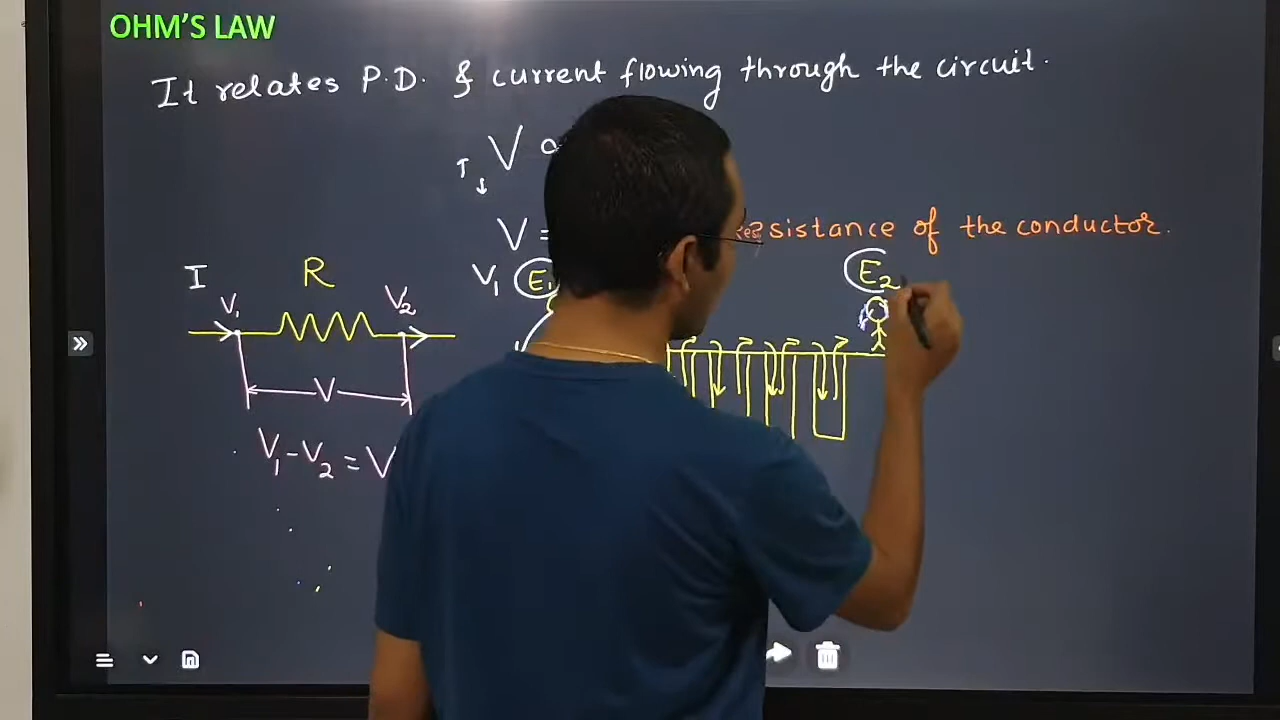 OHM'S LAW
It relates P.D. & current flowing through the circuit.
I ↓ V
V =
sistance of the conductor.
I R
V₁ V₂
V₁ E₁ E₂
V
V₁-V₂=V